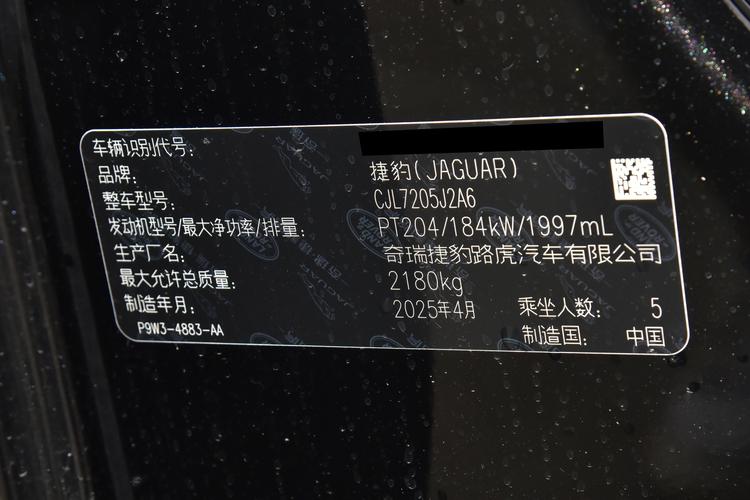 车辆识别代号:
品牌: 捷豹(JAGUAR)
整车型号: CJL7205J2A6
发动机型号/最大净功率/排量: PT204/184kW/1997mL
生产厂名: 奇瑞捷豹路虎汽车有限公司
最大允许总质量: 2180kg
制造年月: 2025年4月 乘坐人数: 5
P9W3-4883-AA 制造国: 中国